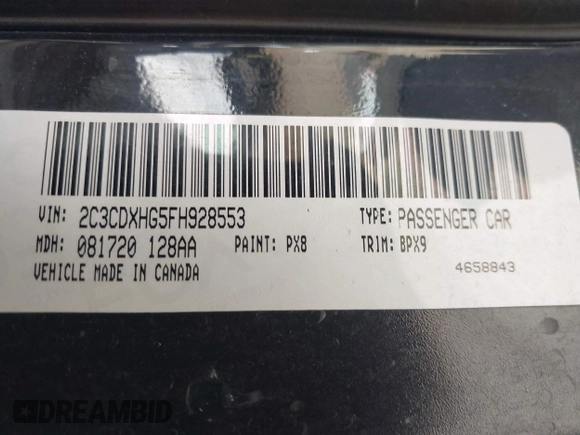 VIN: 2C3CDXHG5FH928553 TYPE: PASSENGER CAR
MDH: 081720 128AA PAINT: PX8 TRIM: BPX9
VEHICLE MADE IN CANADA 4658843
DREAMBID